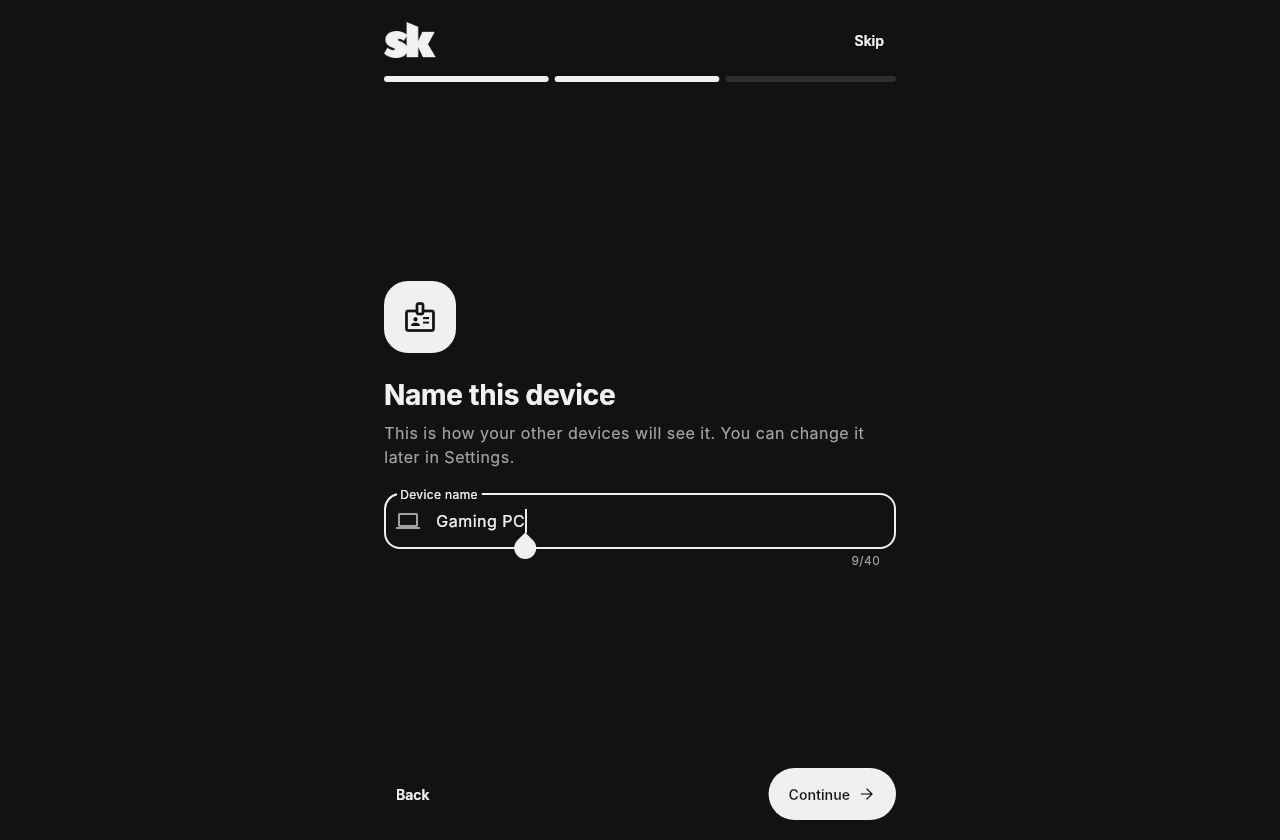 sk
Skip
Name this device
This is how your other devices will see it. You can change it
later in Settings.
Device name
Gaming PC
9/40
Back
Continue